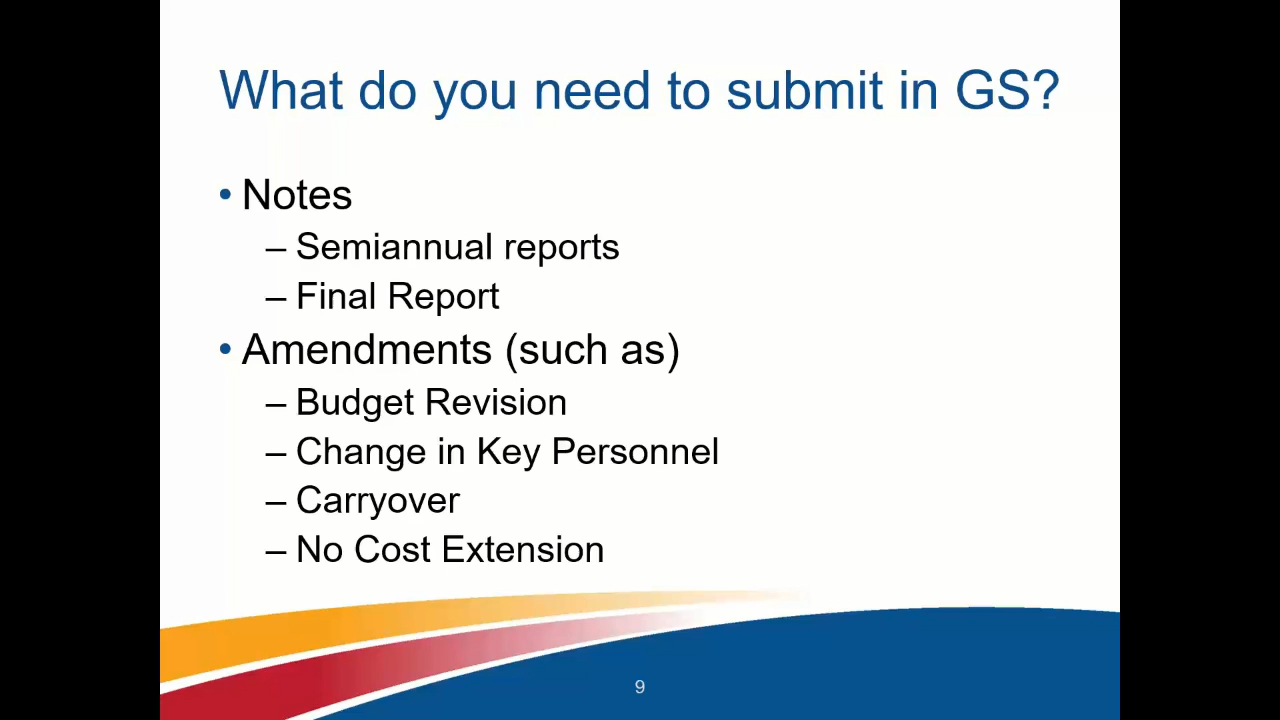 What do you need to submit in GS?
• Notes
– Semiannual reports
– Final Report
• Amendments (such as)
– Budget Revision
– Change in Key Personnel
– Carryover
– No Cost Extension
9